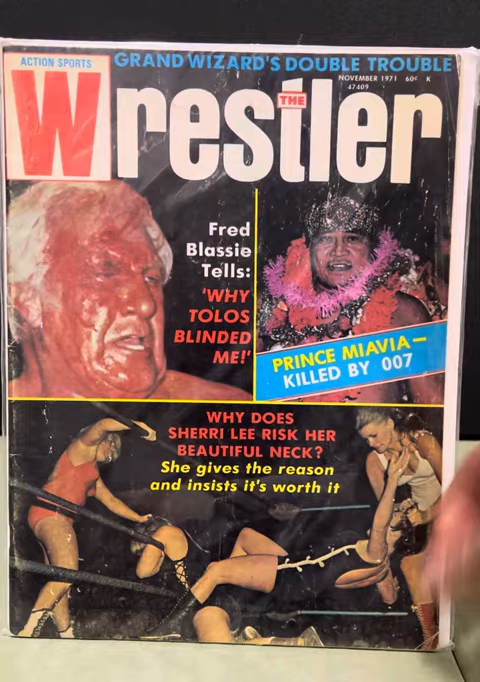 ACTION SPORTS
GRAND WIZARD'S DOUBLE TROUBLE
NOVEMBER 1971 60¢ K
47409
THE
Wrestler
Fred
Blassie
Tells:
'WHY
TOLOS
BLINDED
ME!'
PRINCE MIAVIA—
KILLED BY 007
WHY DOES
SHERRI LEE RISK HER
BEAUTIFUL NECK?
She gives the reason
and insists it's worth it